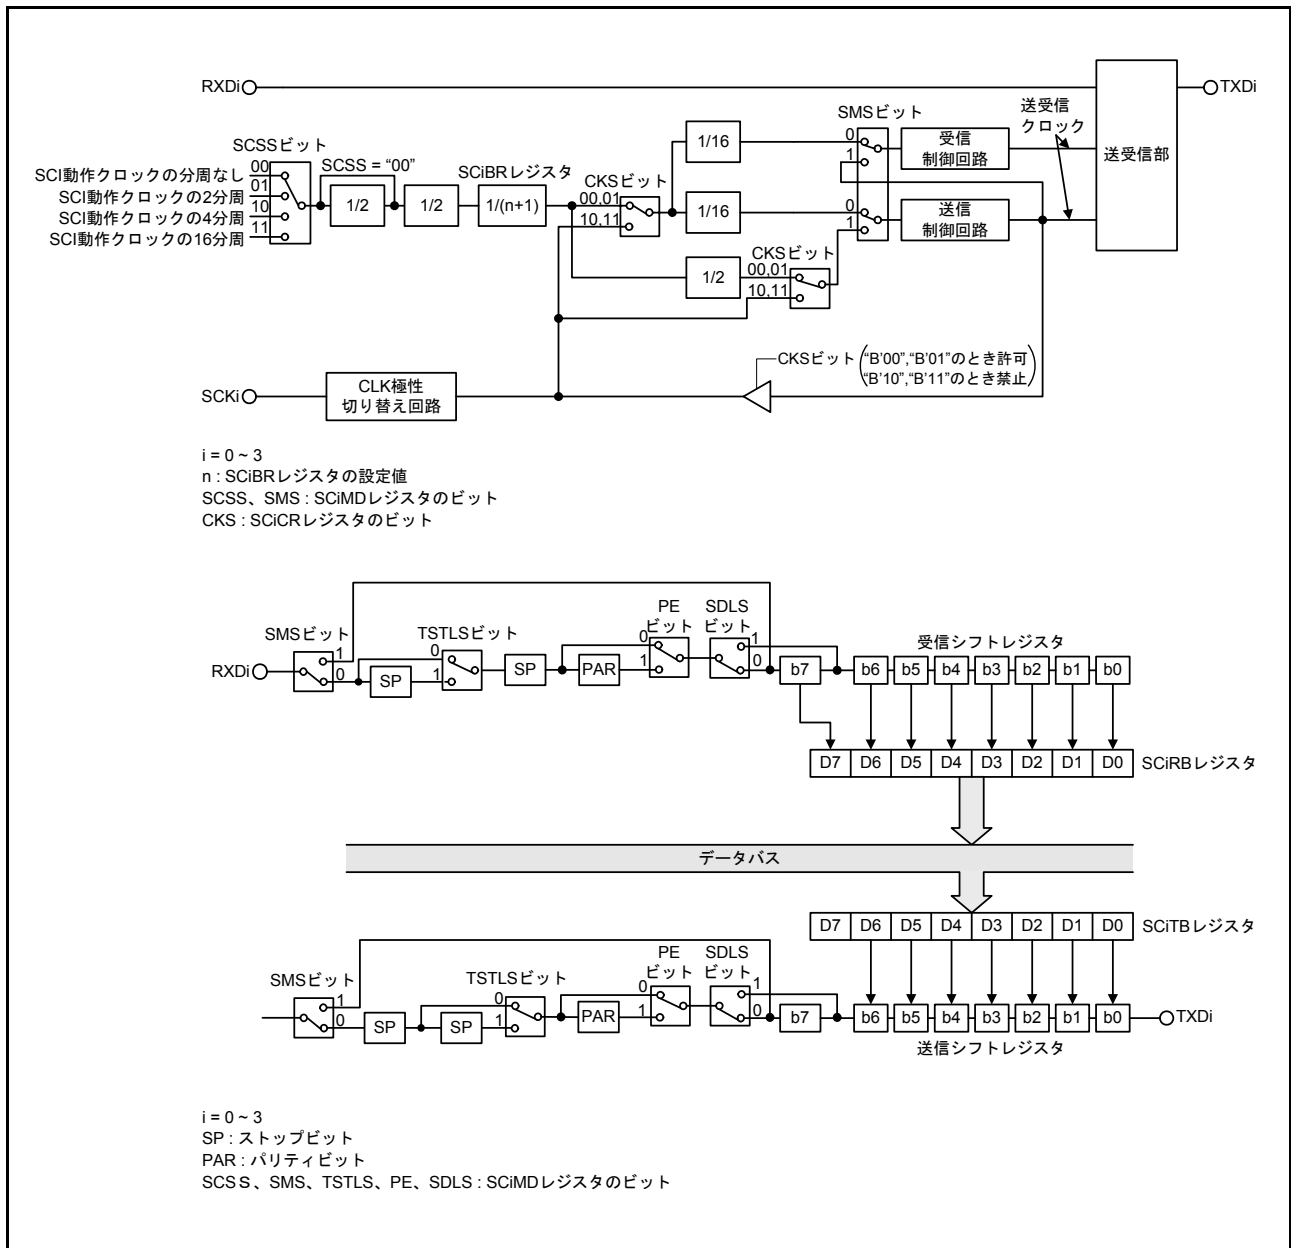 RXDi
TXDi
SCSSビット
SCSS = “00”
SCiBRレジスタ
CKSビット
SMSビット
送受信
クロック
SCI動作クロックの分周なし
SCI動作クロックの2分周
SCI動作クロックの4分周
SCI動作クロックの16分周
00
01
10
11
1/2
1/2
1/(n+1)
00,01
10,11
1/16
1/16
1/2
CKSビット
00,01
10,11
0
1
0
1
受信
制御回路
送信
制御回路
送受信部
CKSビット
“B'00”,“B'01”のとき許可
“B'10”,“B'11”のとき禁止
SCKi
CLK極性
切り替え回路
i = 0 ~ 3
n : SCiBRレジスタの設定値
SCSS、SMS : SCiMDレジスタのビット
CKS : SCiCRレジスタのビット
RXDi
SMSビット
1
0
SP
TSTLSビット
0
1
SP
PAR
PE
ビット
0
1
SDLS
ビット
1
0
受信シフトレジスタ
b7 b6 b5 b4 b3 b2 b1 b0
D7 D6 D5 D4 D3 D2 D1 D0
SCiRBレジスタ
データバス
D7 D6 D5 D4 D3 D2 D1 D0
SCiTBレジスタ
SMSビット
1
0
SP
SP
TSTLSビット
0
1
PAR
PE
ビット
0
1
SDLS
ビット
1
0
b7 b6 b5 b4 b3 b2 b1 b0
TXDi
送信シフトレジスタ
i = 0 ~ 3
SP : ストップビット
PAR : パリティビット
SCSＳ、SMS、TSTLS、PE、SDLS : SCiMDレジスタのビット